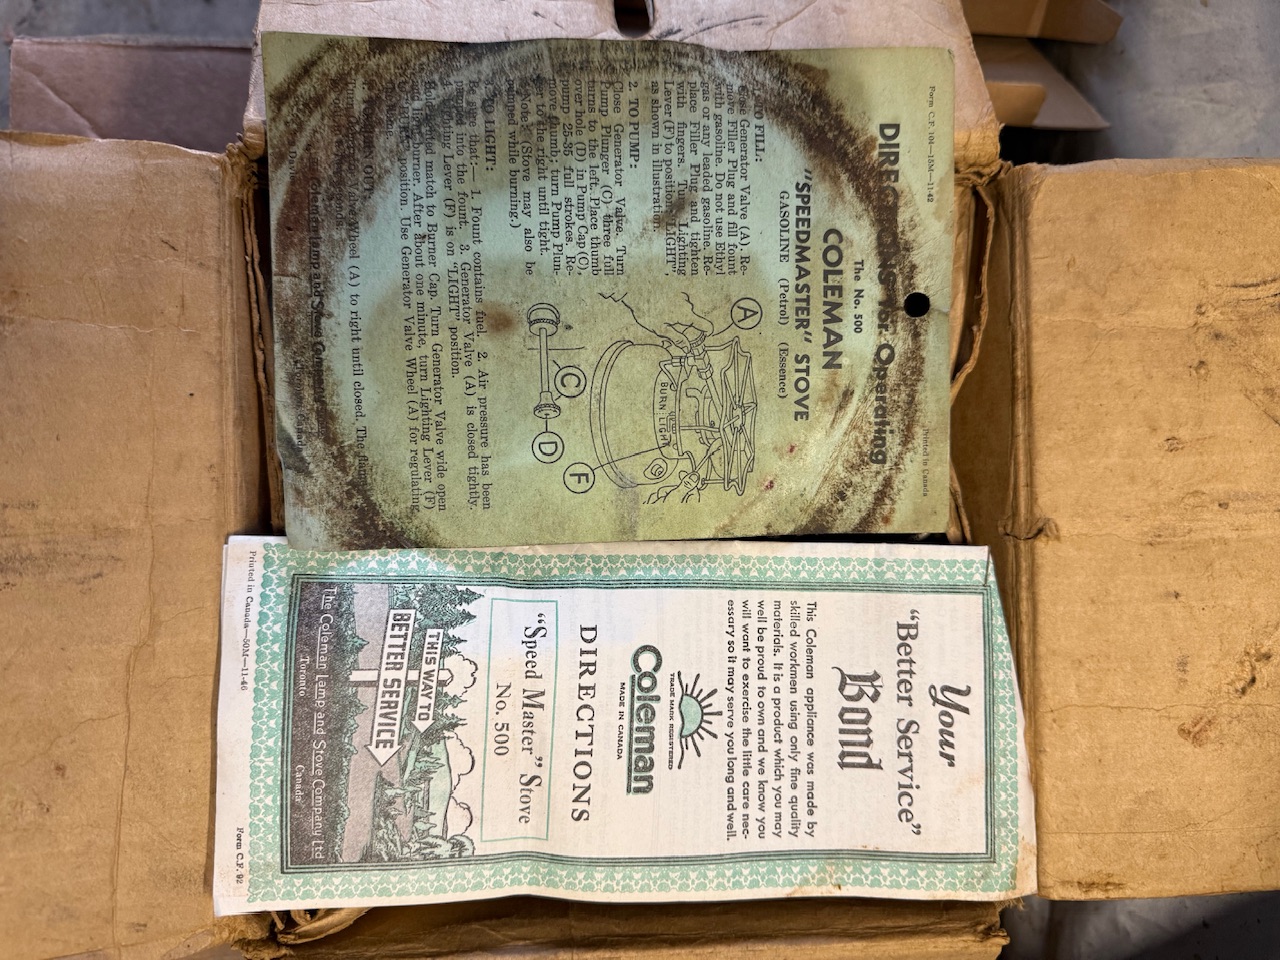 Form C.F. 101—15M—11-42
Printed in Canada
DIRECTIONS for Operating
The No. 500
COLEMAN
"SPEEDMASTER" STOVE
GASOLINE (Petrol) (Essence)
TO FILL:
Close Generator Valve (A). Re-
move Filler Plug and fill fount
with gasoline. Do not use Ethyl
gas or any leaded gasoline. Re-
place Filler Plug and tighten
with fingers. Turn Lighting
Lever (F) to position "LIGHT",
as shown in illustration.
2. TO PUMP:
Close Generator Valve. Turn
Pump Plunger (C) three full
turns to the left. Place thumb
over hole (D) in Pump Cap (C),
pump 25-35 full strokes. Re-
move thumb; turn Pump Plun-
ger to the right until tight.
(Note: (Stove may also be
pumped while burning.)
A
BURN
LIGHT
C
D
F
TO LIGHT:
Be sure that:— 1. Fount contains fuel. 2. Air pressure has been
pumped into the fount. 3. Generator Valve (A) is closed tightly.
4. Lighting Lever (F) is on "LIGHT" position.
Hold lighted match to Burner Cap. Turn Generator Valve wide open
and light burner. After about one minute, turn Lighting Lever (F)
position. Use Generator Valve Wheel (A) for regulating
OUT:
Valve Wheel (A) to right until closed. The flame
Coleman Lamp and Stove Company
Toronto, Canada
Your
"Better Service"
Bond
This Coleman appliance was made by
skilled workmen using only fine quality
materials. It is a product which you may
well be proud to own and we know you
will want to exercise the little care nec-
essary so it may serve you long and well.
TRADE MARK REGISTERED
Coleman
MADE IN CANADA
DIRECTIONS
"Speed Master" Stove
No. 500
THIS WAY TO
BETTER SERVICE
The Coleman Lamp and Stove Company Ltd
Toronto Canada
Printed in Canada—50M—11-46
Form C.F. 92